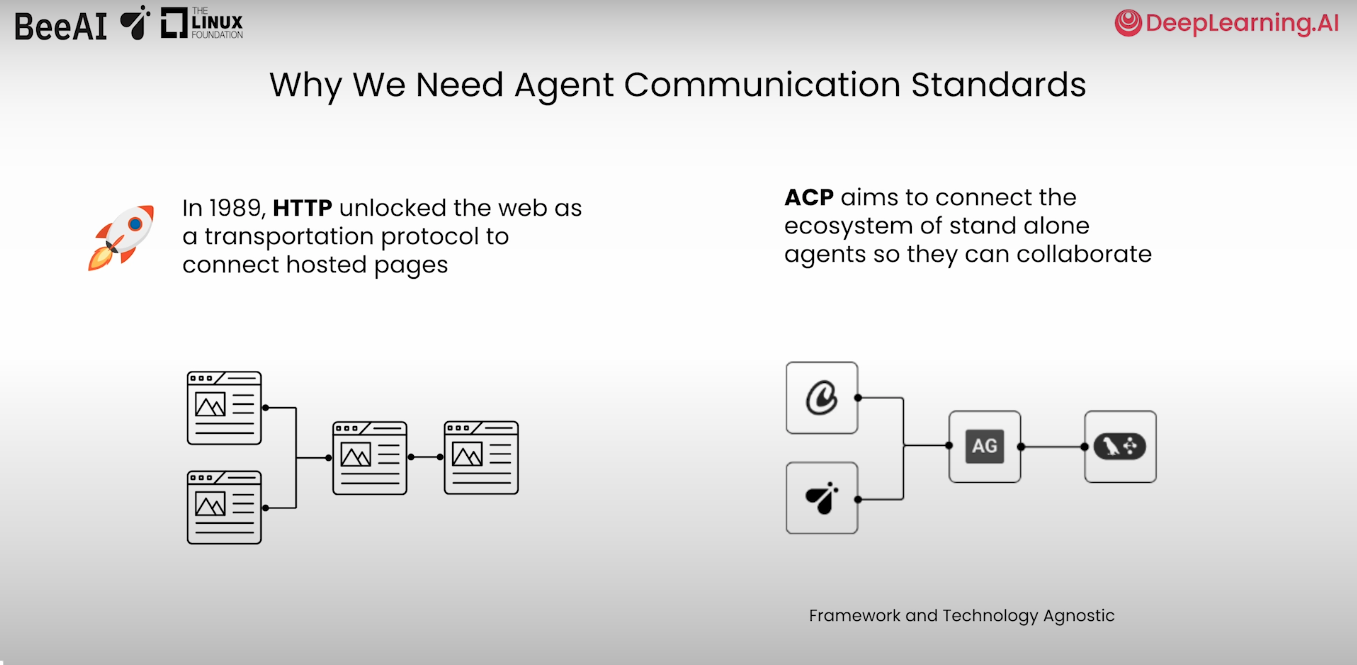 BeeAI
THE
LINUX
FOUNDATION
DeepLearning.AI
Why We Need Agent Communication Standards
In 1989, HTTP unlocked the web as
a transportation protocol to
connect hosted pages
ACP aims to connect the
ecosystem of stand alone
agents so they can collaborate
AG
Framework and Technology Agnostic